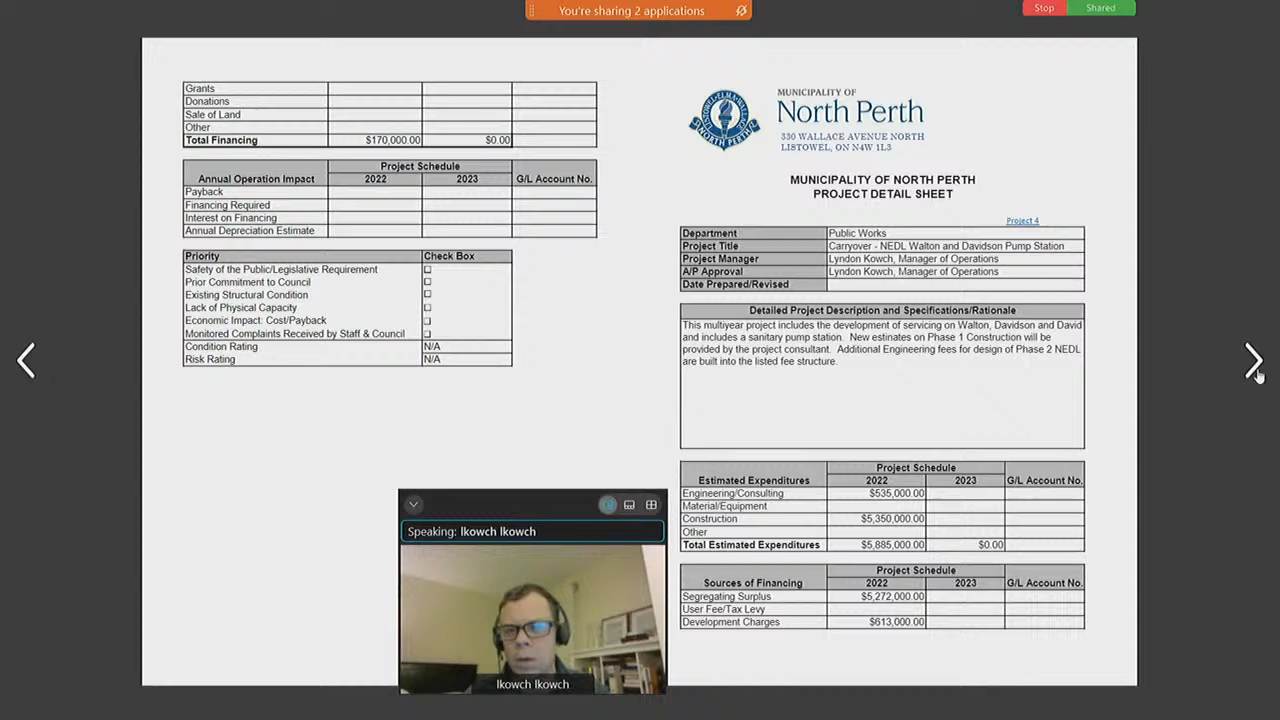 You're sharing 2 applications
Stop Shared
Grants
Donations
Sale of Land
Other
Total Financing $170,000.00 $0.00
Project Schedule
Annual Operation Impact 2022 2023 G/L Account No.
Payback
Financing Required
Interest on Financing
Annual Depreciation Estimate
Priority Check Box
Safety of the Public/Legislative Requirement ☐
Prior Commitment to Council ☐
Existing Structural Condition ☐
Lack of Physical Capacity ☐
Economic Impact: Cost/Payback ☐
Monitored Complaints Received by Staff & Council ☐
Condition Rating N/A
Risk Rating N/A
MUNICIPALITY OF
North Perth
330 WALLACE AVENUE NORTH
LISTOWEL, ON N4W 1L3
LISTOWEL·ELMA·WALLACE
NORTH PERTH
MUNICIPALITY OF NORTH PERTH
PROJECT DETAIL SHEET
Project 4
Department Public Works
Project Title Carryover - NEDL Walton and Davidson Pump Station
Project Manager Lyndon Kowch, Manager of Operations
A/P Approval Lyndon Kowch, Manager of Operations
Date Prepared/Revised
Detailed Project Description and Specifications/Rationale
This multiyear project includes the development of servicing on Walton, Davidson and David
and includes a sanitary pump station. New estimates on Phase 1 Construction will be
provided by the project consultant. Additional Engineering fees for design of Phase 2 NEDL
are built into the listed fee structure.
Project Schedule
Estimated Expenditures 2022 2023 G/L Account No.
Engineering/Consulting $535,000.00
Material/Equipment
Construction $5,350,000.00
Other
Total Estimated Expenditures $5,885,000.00 $0.00
Project Schedule
Sources of Financing 2022 2023 G/L Account No.
Segregating Surplus $5,272,000.00
User Fee/Tax Levy
Development Charges $613,000.00
Speaking: lkowch lkowch
lkowch lkowch